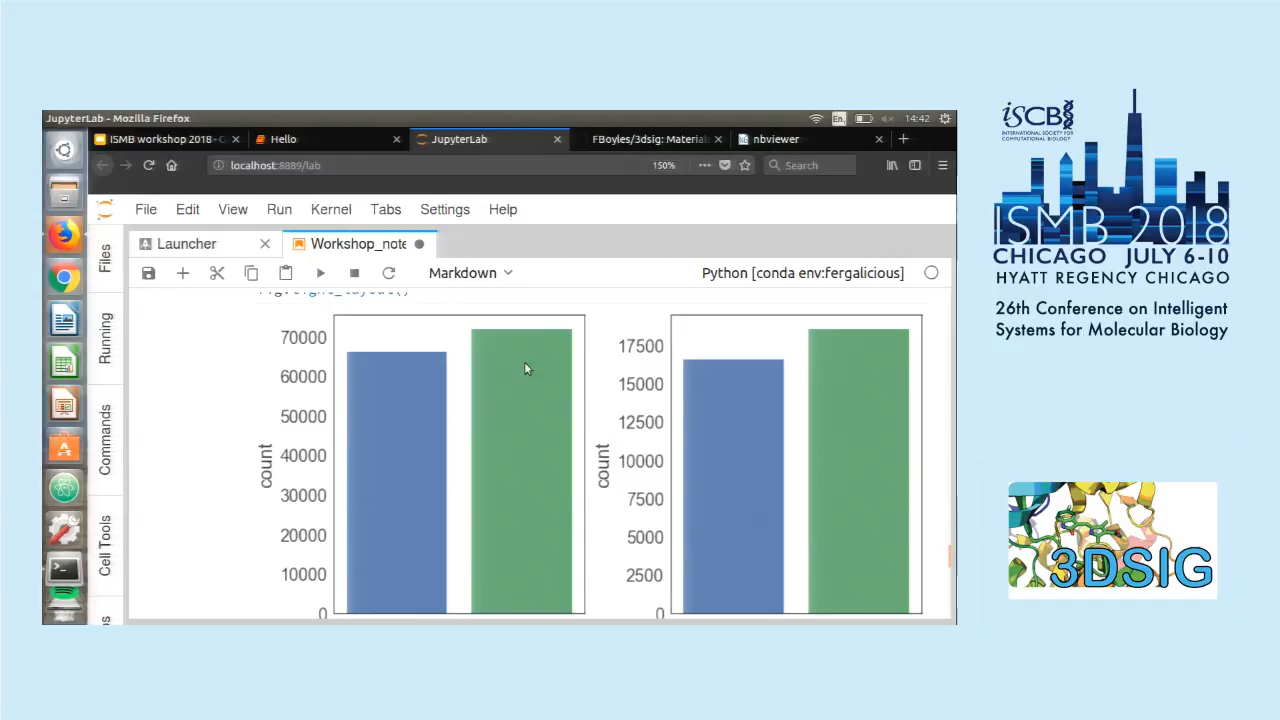 JupyterLab - Mozilla Firefox
En
14:42
ISMB workshop 2018 - G
Hello
JupyterLab
FBoyles/3dsig: Material
nbviewer
localhost:8889/lab
150%
Search
File Edit View Run Kernel Tabs Settings Help
Launcher
Workshop_note
Markdown
Python [conda env:fergalicious]
Files
Running
Commands
Cell Tools
count
70000
60000
50000
40000
30000
20000
10000
0
count
17500
15000
12500
10000
7500
5000
2500
0
iSCB
INTERNATIONAL SOCIETY FOR
COMPUTATIONAL BIOLOGY
ISMB 2018
CHICAGO JULY 6-10
HYATT REGENCY CHICAGO
26th Conference on Intelligent
Systems for Molecular Biology
3DSIG